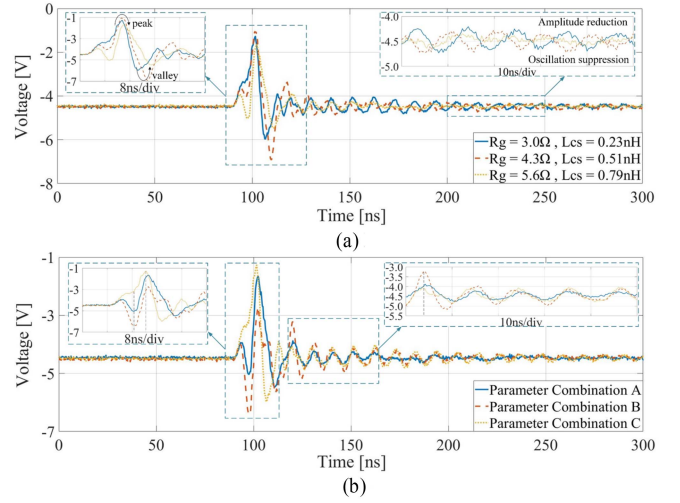 0
-2
-4
-6
-8
Voltage [V]
-1
-3
-5
-7
peak
valley
8ns/div
-4.0
-4.5
-5.0
Amplitude reduction
Oscillation suppression
10ns/div
Rg = 3.0Ω , Lcs = 0.23nH
Rg = 4.3Ω , Lcs = 0.51nH
Rg = 5.6Ω , Lcs = 0.79nH
0 50 100 150 200 250 300
Time [ns]
(a)
-1
-3
-5
-7
Voltage [V]
-1
-3
-5
-7
8ns/div
-3.0
-3.5
-4.0
-4.5
-5.0
-5.5
10ns/div
Parameter Combination A
Parameter Combination B
Parameter Combination C
0 50 100 150 200 250 300
Time [ns]
(b)